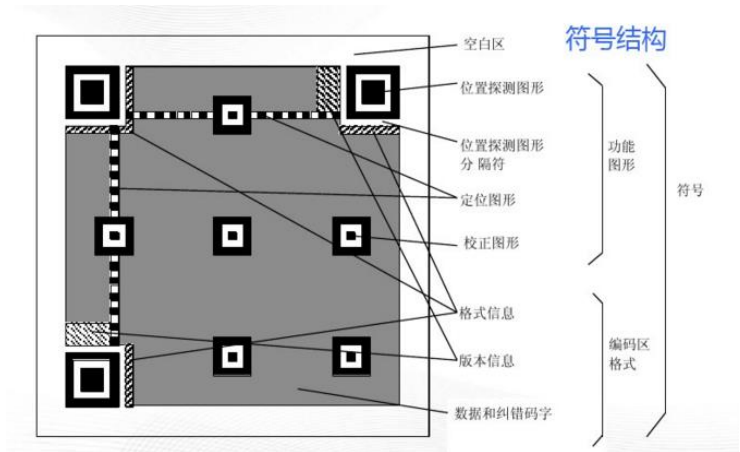 符号结构
空白区
位置探测图形
位置探测图形
分 隔符
定位图形
校正图形
功能
图形
符号
格式信息
版本信息
数据和纠错码字
编码区
格式